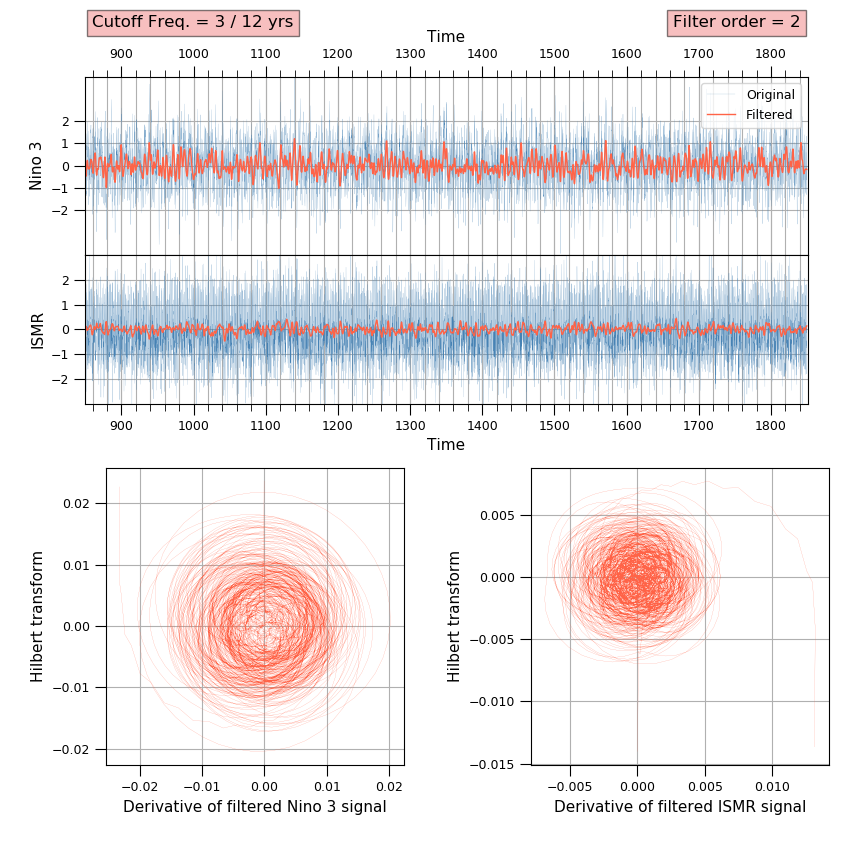 Cutoff Freq. = 3 / 12 yrs
Filter order = 2
Time
900 1000 1100 1200 1300 1400 1500 1600 1700 1800
Original
Filtered
Nino 3
2
1
0
−1
−2
ISMR
2
1
0
−1
−2
900 1000 1100 1200 1300 1400 1500 1600 1700 1800
Time
Hilbert transform
0.02
0.01
0.00
−0.01
−0.02
−0.02 −0.01 0.00 0.01 0.02
Derivative of filtered Nino 3 signal
Hilbert transform
0.005
0.000
−0.005
−0.010
−0.015
−0.005 0.000 0.005 0.010
Derivative of filtered ISMR signal